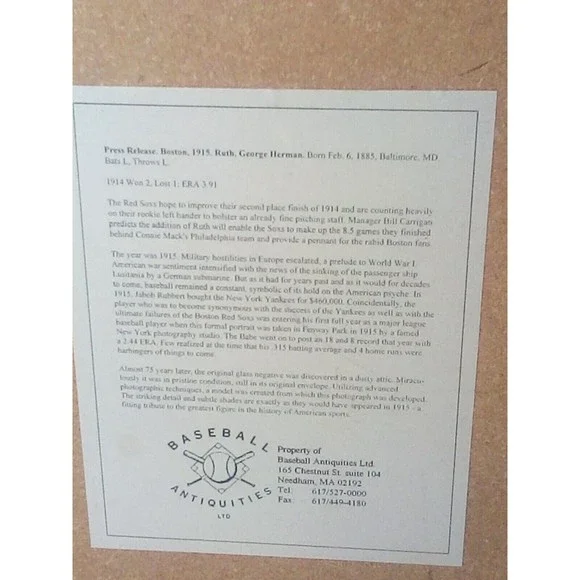 Press Release. Boston, 1915. Ruth, George Herman. Born Feb. 6, 1885, Baltimore, MD
Bats L, Throws L.
1914 Won 2, Lost 1: ERA 3.91
The Red Soxs hope to improve their second place finish of 1914 and are counting heavily
on their rookie left hander to bolster an already fine pitching staff. Manager Bill Carrigan
predicts the addition of Ruth will enable the Soxs to make up the 8.5 games they finished
behind Connie Mack's Philadelphia team and provide a pennant for the rabid Boston fans.
The year was 1915. Military hostilities in Europe escalated, a prelude to World War I.
American war sentiment intensified with the news of the sinking of the passenger ship
Lusitania by a German submarine. But as it had for years past and as it would for decades
to come, baseball remained a constant, symbolic of its hold on the American psyche. In
1915, Jabob Ruhbert bought the New York Yankees for $460,000. Coincidentally, the
player who was to become synonymous with the success of the Yankees as well as with the
ultimate failures of the Boston Red Soxs was entering his first full year as a major league
baseball player when this formal portrait was taken in Fenway Park in 1915 by a famed
New York photography studio. The Babe went on to post an 18 and 8 record that year with
a 2.44 ERA. Few realized at the time that his .315 batting average and 4 home runs were
harbingers of things to come.
Almost 75 years later, the original glass negative was discovered in a dusty attic. Miracu-
lously it was in pristine condition, still in its original envelope. Utilizing advanced
photographic techniques, a model was created from which this photograph was developed.
The striking detail and subtle shades are exactly as they would have appeared in 1915 - a
fitting tribute to the greatest figure in the history of American sports.
BASEBALL
ANTIQUITIES
LTD
Property of
Baseball Antiquities Ltd.
165 Chestnut St. suite 104
Needham, MA 02192
Tel 617/527-0000
Fax 617/449-4180